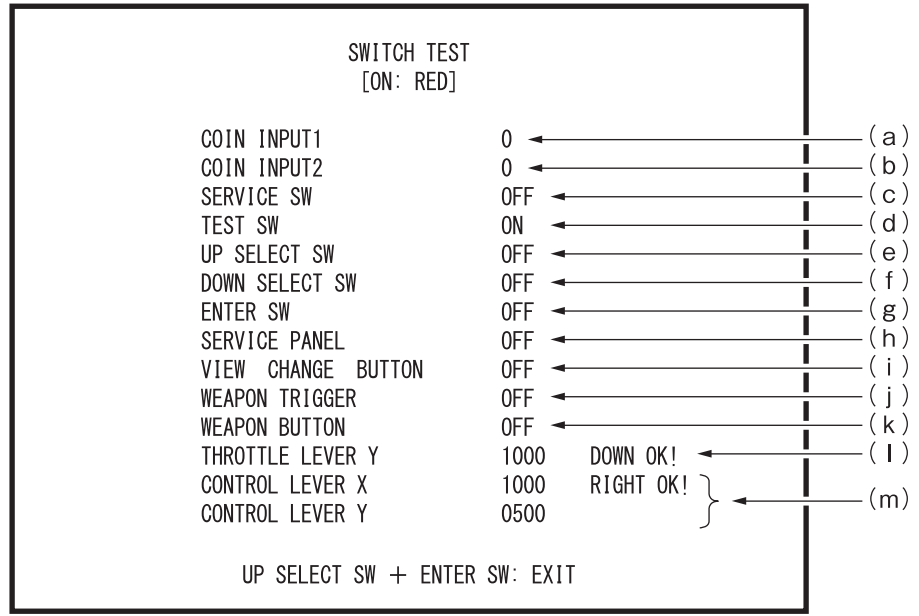 SWITCH TEST
[ON: RED]
COIN INPUT1 0 (a)
COIN INPUT2 0 (b)
SERVICE SW OFF (c)
TEST SW ON (d)
UP SELECT SW OFF (e)
DOWN SELECT SW OFF (f)
ENTER SW OFF (g)
SERVICE PANEL OFF (h)
VIEW CHANGE BUTTON OFF (i)
WEAPON TRIGGER OFF (j)
WEAPON BUTTON OFF (k)
THROTTLE LEVER Y 1000 DOWN OK! (l)
CONTROL LEVER X 1000 RIGHT OK! (m)
CONTROL LEVER Y 0500
UP SELECT SW + ENTER SW: EXIT